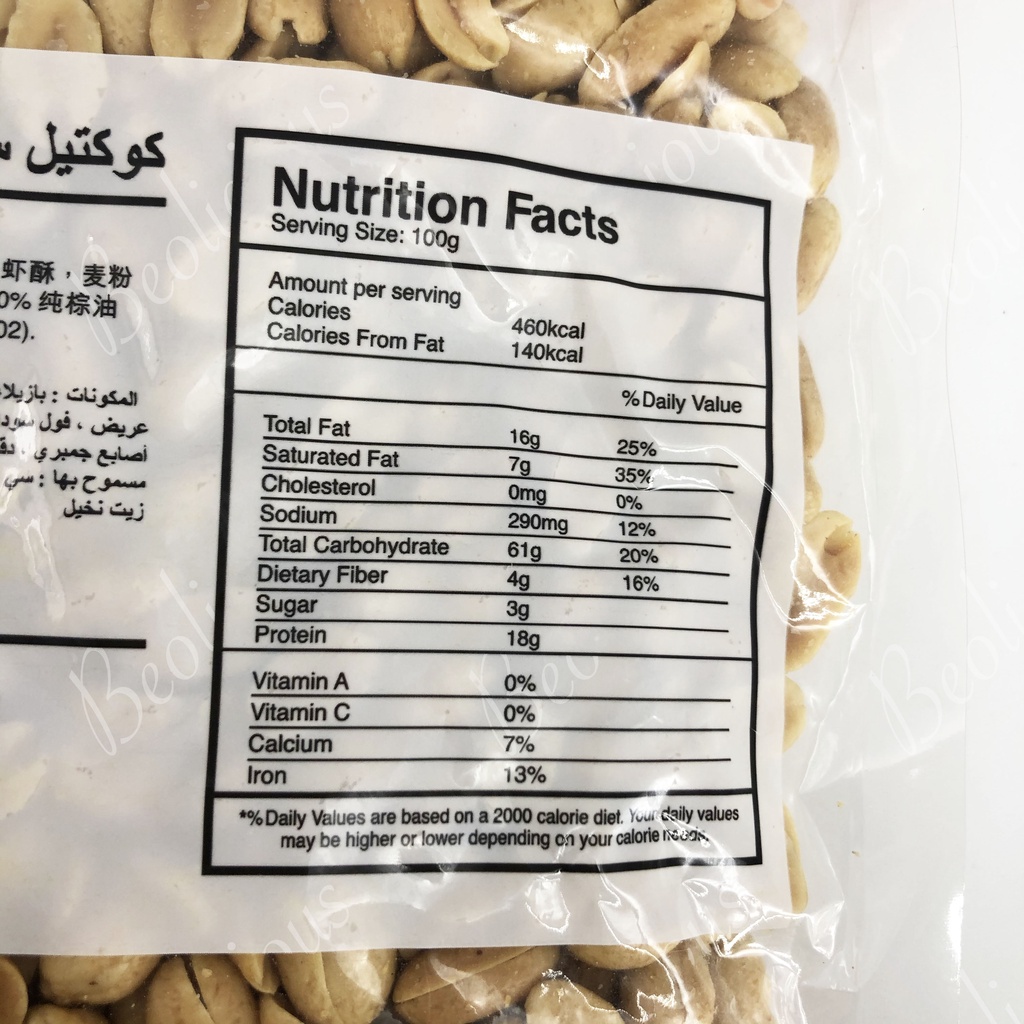 كوكتيل
虾酥，麦粉
0% 纯棕油
02).
المكونات : بازيلاء
عريض ، فول
أصابع جمبري ،
مسموح بها : سي
زيت نخيل
Nutrition Facts
Serving Size: 100g
Amount per serving
Calories 460kcal
Calories From Fat 140kcal
%Daily Value
Total Fat 16g 25%
Saturated Fat 7g 35%
Cholesterol 0mg 0%
Sodium 290mg 12%
Total Carbohydrate 61g 20%
Dietary Fiber 4g 16%
Sugar 3g
Protein 18g
Vitamin A 0%
Vitamin C 0%
Calcium 7%
Iron 13%
*%Daily Values are based on a 2000 calorie diet. Your daily values
may be higher or lower depending on your calorie needs.
Beolicious